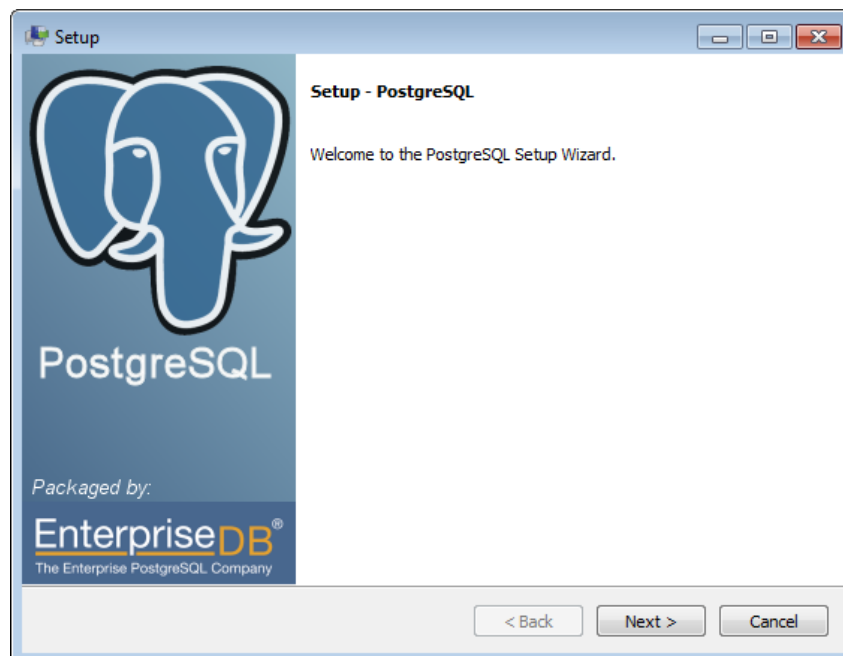 Setup
Setup - PostgreSQL
Welcome to the PostgreSQL Setup Wizard.
PostgreSQL
Packaged by:
EnterpriseDB®
The Enterprise PostgreSQL Company
< Back Next > Cancel